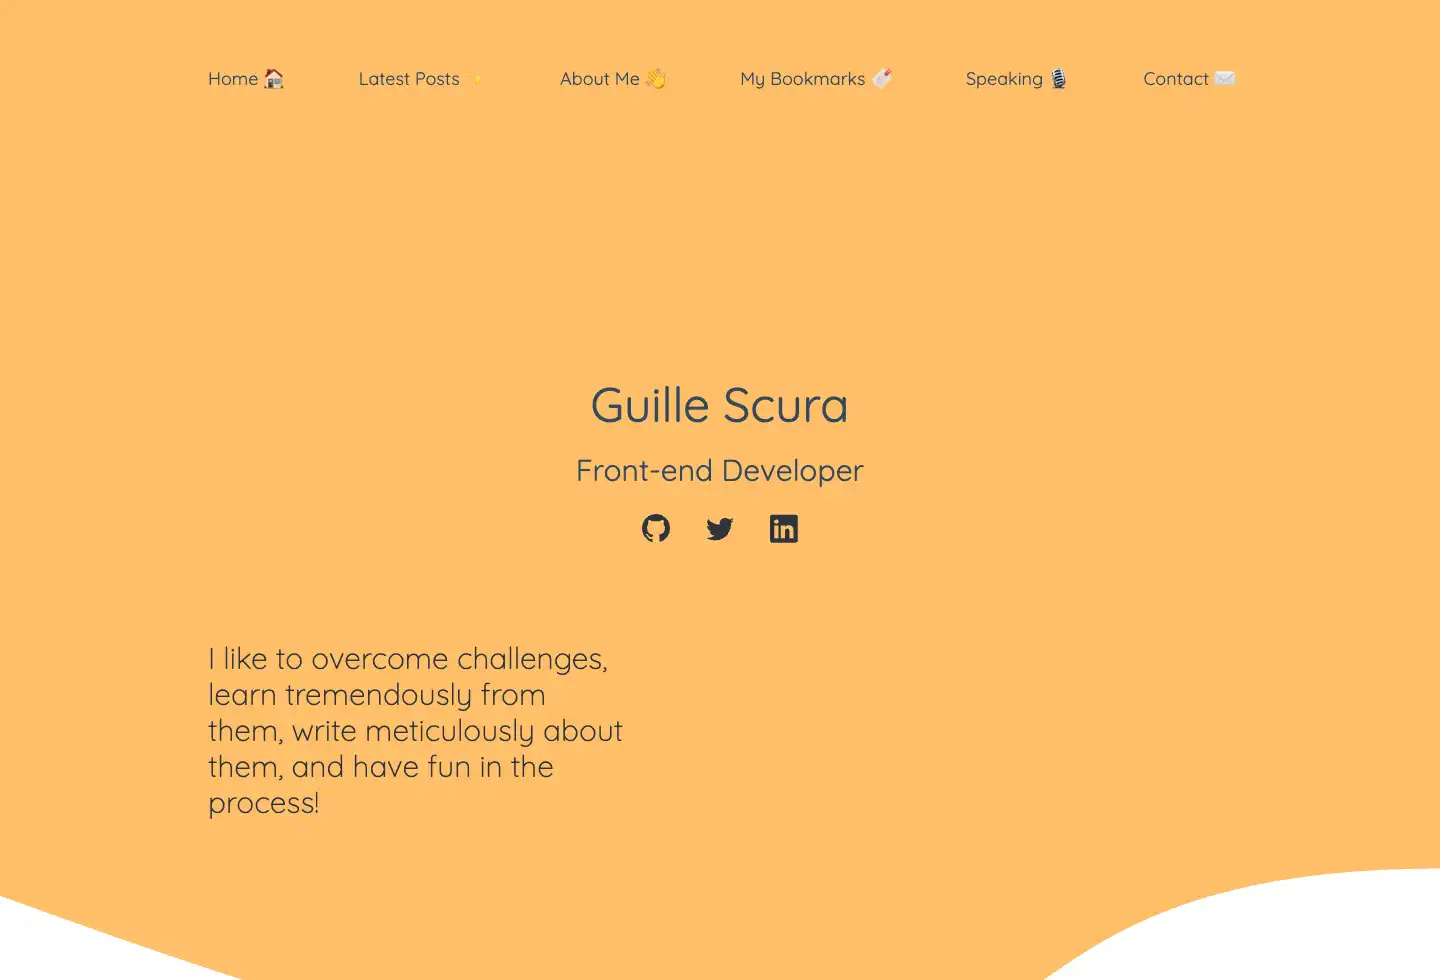 Home 🏠
Latest Posts ✨
About Me 👋
My Bookmarks 🔖
Speaking 🎙️
Contact ✉️
Guille Scura
Front-end Developer
I like to overcome challenges,
learn tremendously from
them, write meticulously about
them, and have fun in the
process!